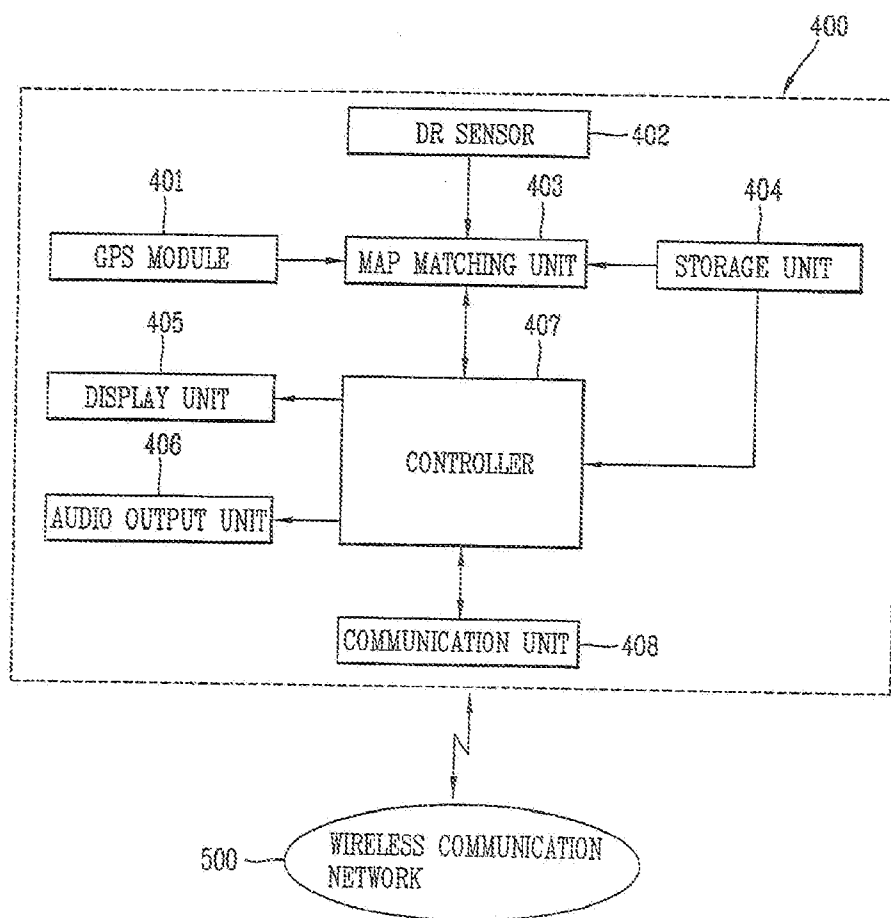 400
DR SENSOR
402
401
403
404
GPS MODULE
MAP MATCHING UNIT
STORAGE UNIT
405
407
DISPLAY UNIT
406
CONTROLLER
AUDIO OUTPUT UNIT
COMMUNICATION UNIT
408
500
WIRELESS COMMUNICATION
NETWORK